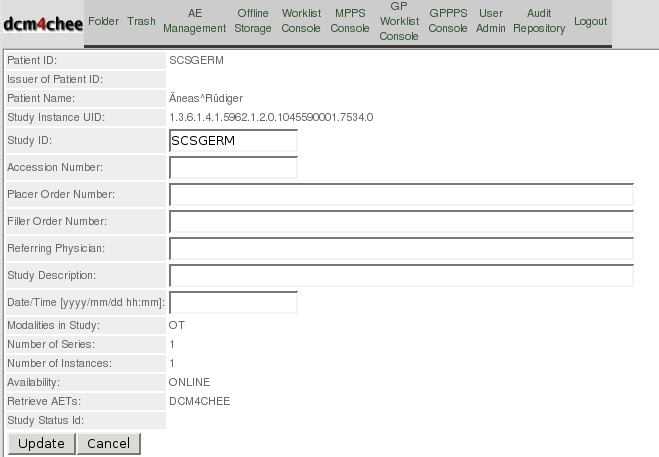 dcm4chee Folder Trash AE Management Offline Storage Worklist Console MPPS Console GP Worklist Console GPPPS Console User Admin Audit Repository Logout
Patient ID: SCSGERM
Issuer of Patient ID:
Patient Name: Äneas^Rüdiger
Study Instance UID: 1.3.6.1.4.1.5962.1.2.0.1045590001.7534.0
Study ID: SCSGERM
Accession Number:
Placer Order Number:
Filler Order Number:
Referring Physician:
Study Description:
Date/Time [yyyy/mm/dd hh:mm]:
Modalities in Study: OT
Number of Series: 1
Number of Instances: 1
Availability: ONLINE
Retrieve AETs: DCM4CHEE
Study Status Id:
Update Cancel